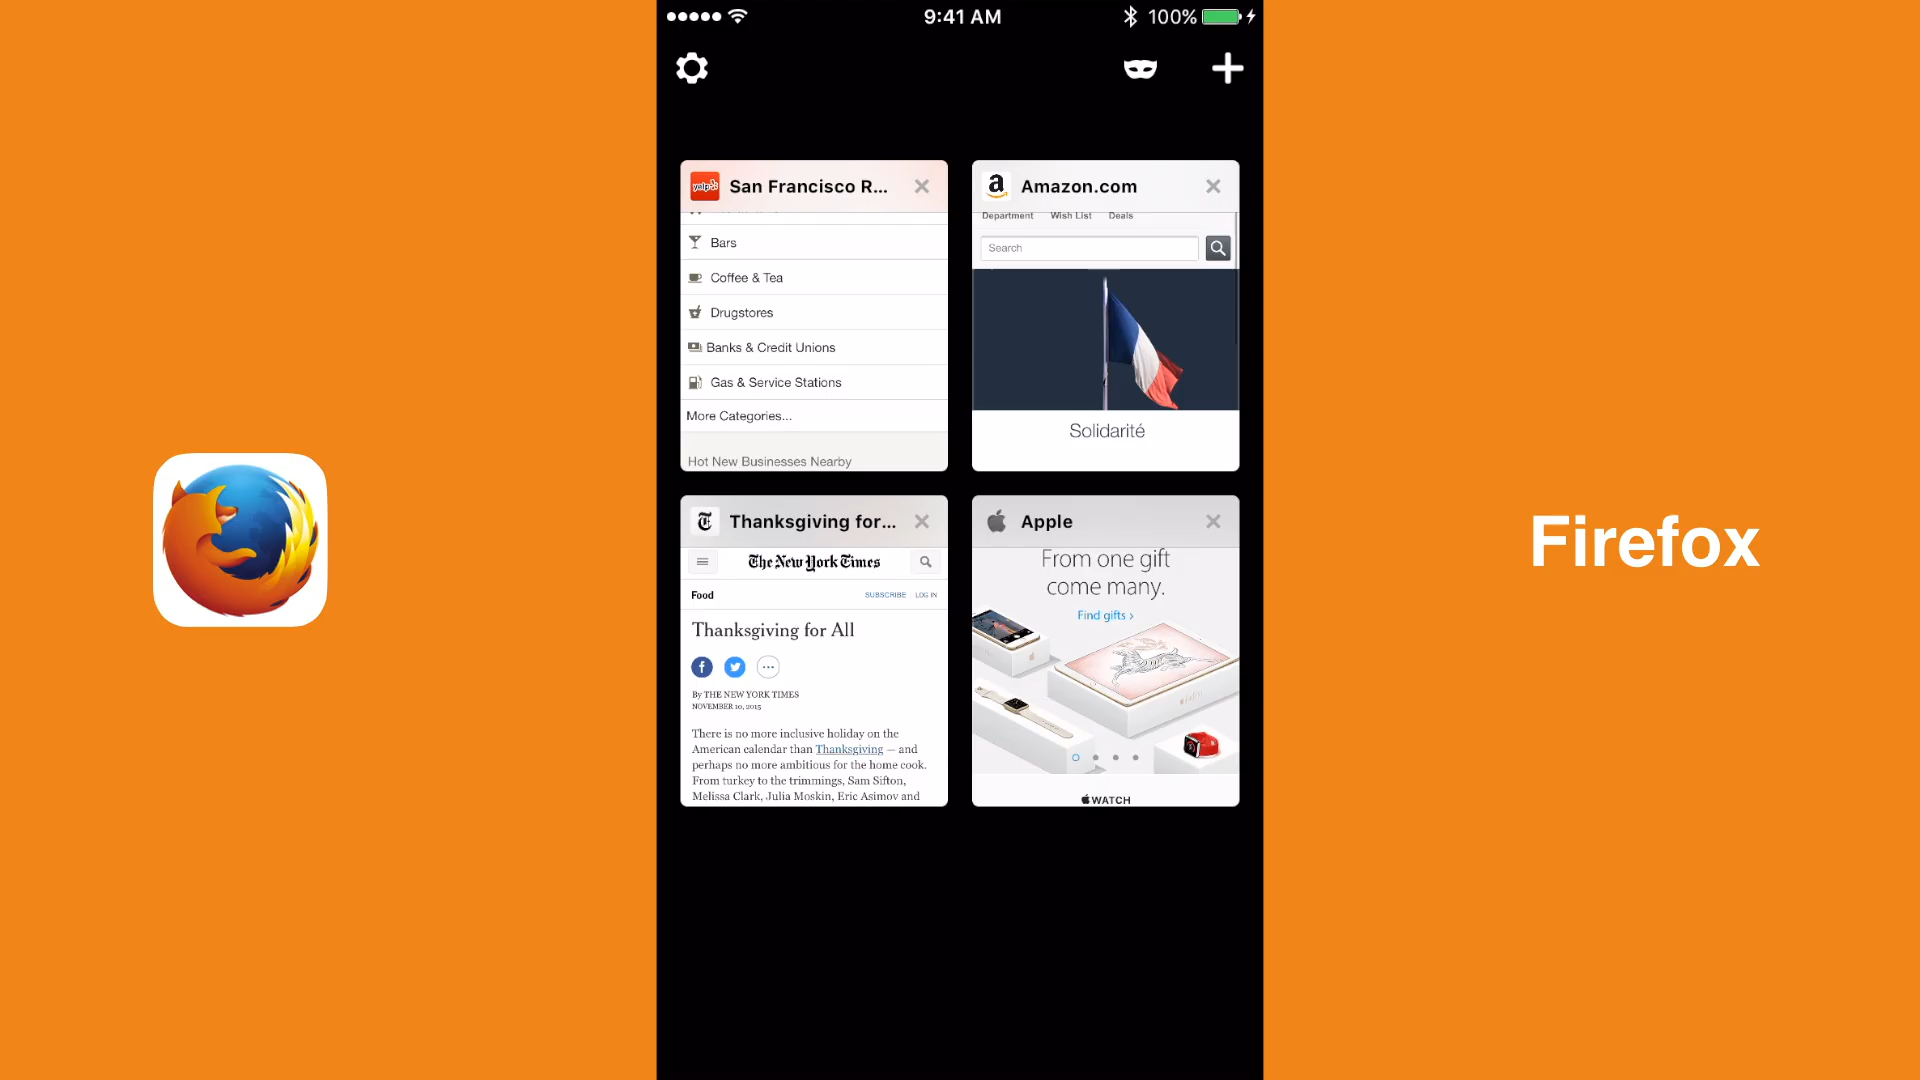 9:41 AM
100%
yelp
San Francisco R...
Bars
Coffee & Tea
Drugstores
Banks & Credit Unions
Gas & Service Stations
More Categories...
Hot New Businesses Nearby
Amazon.com
Department Wish List Deals
Search
Solidarité
Thanksgiving for...
The New York Times
Food SUBSCRIBE LOG IN
Thanksgiving for All
By THE NEW YORK TIMES
NOVEMBER 10, 2015
There is no more inclusive holiday on the
American calendar than Thanksgiving — and
perhaps no more ambitious for the home cook.
From turkey to the trimmings, Sam Sifton,
Melissa Clark, Julia Moskin, Eric Asimov and
Apple
From one gift
come many.
Find gifts ›
WATCH
Firefox